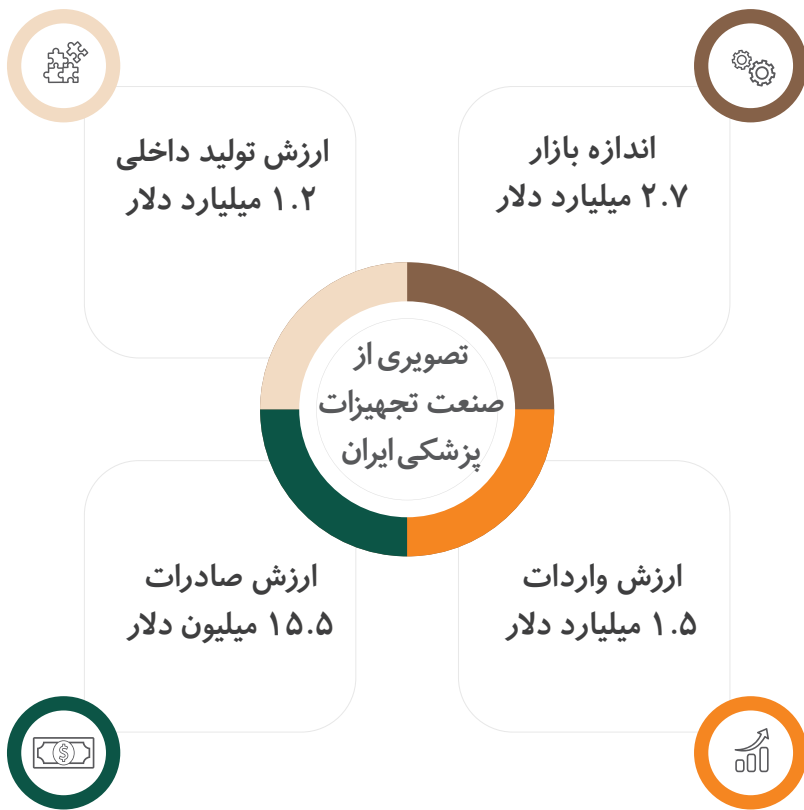 اندازه بازار
۲.۷ میلیارد دلار
ارزش تولید داخلی
۱.۲ میلیارد دلار
تصویری از
صنعت تجهیزات
پزشکی ایران
ارزش واردات
۱.۵ میلیارد دلار
ارزش صادرات
۱۵.۵ میلیون دلار
$